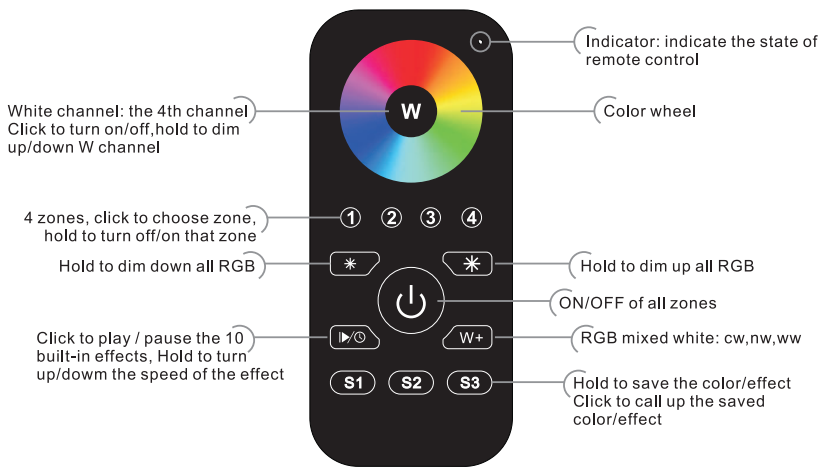 Indicator: indicate the state of
remote control
White channel: the 4th channel
Click to turn on/off,hold to dim
up/down W channel
W
Color wheel
4 zones, click to choose zone,
hold to turn off/on that zone
1 2 3 4
Hold to dim down all RGB
Hold to dim up all RGB
ON/OFF of all zones
Click to play / pause the 10
built-in effects, Hold to turn
up/dowm the speed of the effect
W+
RGB mixed white: cw,nw,ww
S1 S2 S3
Hold to save the color/effect
Click to call up the saved
color/effect